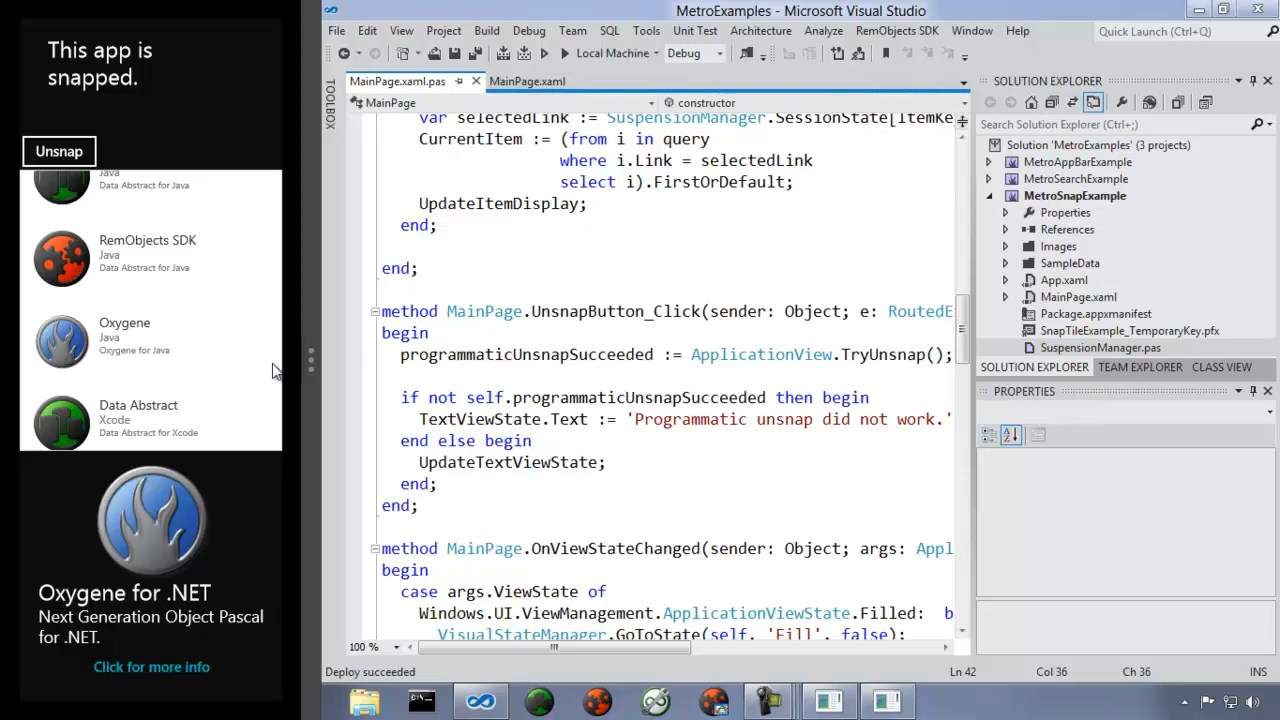 This app is
snapped.
Unsnap
Java
Data Abstract for Java
RemObjects SDK
Java
Data Abstract for Java
Oxygene
Java
Oxygene for Java
Data Abstract
Xcode
Data Abstract for Xcode
Oxygene for .NET
Next Generation Object Pascal
for .NET.
Click for more info
MetroExamples - Microsoft Visual Studio
File Edit View Project Build Debug Team SQL Tools Unit Test Architecture Analyze RemObjects SDK Window Help
Quick Launch (Ctrl+Q)
Local Machine Debug
TOOLBOX
MainPage.xaml.pas MainPage.xaml
MainPage constructor
var selectedLink := SuspensionManager.SessionState[ItemKe
CurrentItem := (from i in query
where i.Link = selectedLink
select i).FirstOrDefault;
UpdateItemDisplay;
end;
end;
method MainPage.UnsnapButton_Click(sender: Object; e: RoutedE
begin
programmaticUnsnapSucceeded := ApplicationView.TryUnsnap();
if not self.programmaticUnsnapSucceeded then begin
TextViewState.Text := 'Programmatic unsnap did not work.'
end else begin
UpdateTextViewState;
end;
end;
method MainPage.OnViewStateChanged(sender: Object; args: Appl
begin
case args.ViewState of
Windows.UI.ViewManagement.ApplicationViewState.Filled: b
VisualStateManager.GoToState(self, 'Fill', false);
100 %
SOLUTION EXPLORER
Search Solution Explorer (Ctrl+;)
Solution 'MetroExamples' (3 projects)
MetroAppBarExample
MetroSearchExample
MetroSnapExample
Properties
References
Images
SampleData
App.xaml
MainPage.xaml
Package.appxmanifest
SnapTileExample_TemporaryKey.pfx
SuspensionManager.pas
SOLUTION EXPLORER TEAM EXPLORER CLASS VIEW
PROPERTIES
Deploy succeeded Ln 42 Col 36 Ch 36 INS